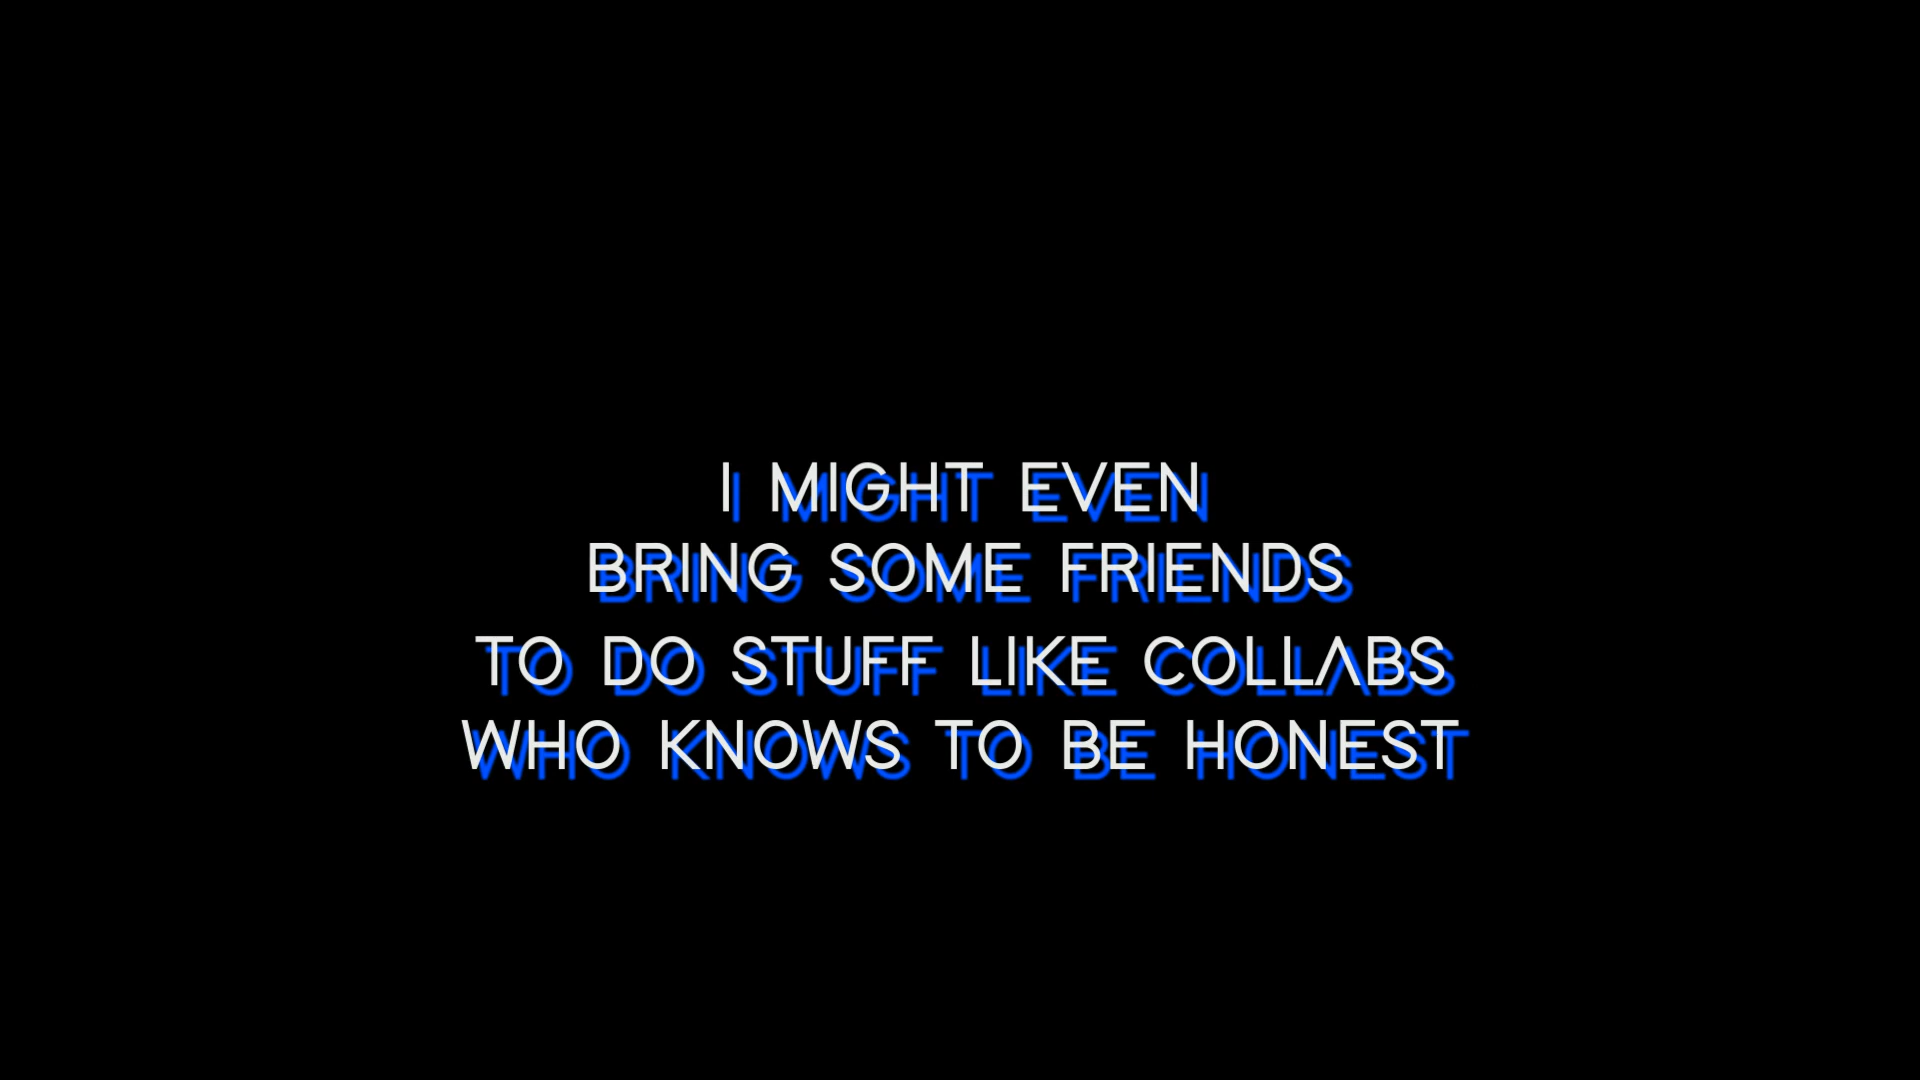 I MIGHT EVEN
BRING SOME FRIENDS
TO DO STUFF LIKE COLLABS
WHO KNOWS TO BE HONEST